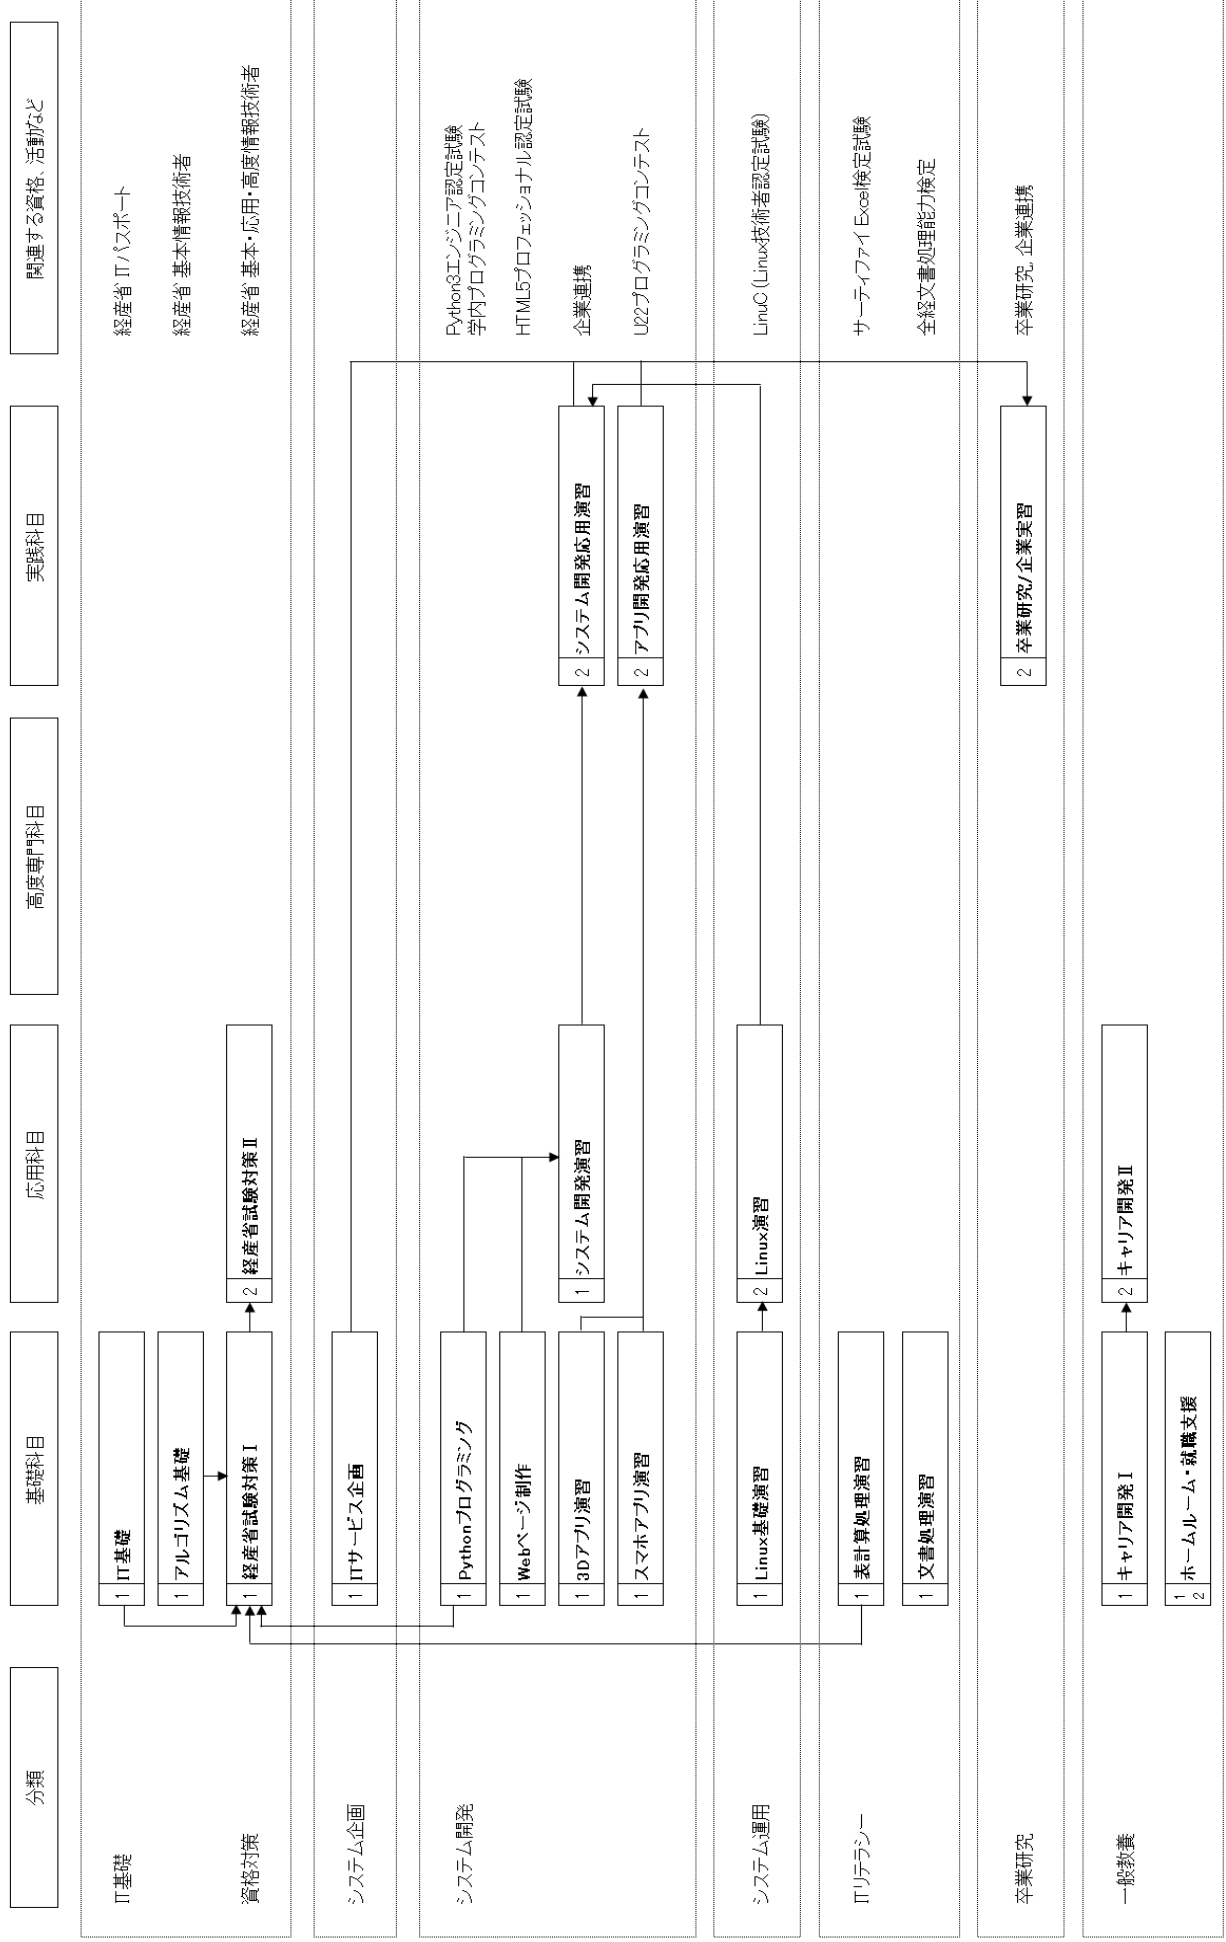 分類
基礎科目
応用科目
高度専門科目
実践科目
関連する資格、活動など
IT基礎
1 IT基礎
経産省 ITパスポート
1 アルゴリズム基礎
経産省 基本情報技術者
資格対策
1 経産省試験対策Ⅰ
2 経産省試験対策Ⅱ
経産省 基本・応用・高度情報技術者
システム企画
1 ITサービス企画
システム開発
1 Pythonプログラミング
Python3エンジニア認定試験
学内プログラミングコンテスト
1 Webページ制作
HTML5プロフェッショナル認定試験
1 3Dアプリ演習
1 システム開発演習
2 システム開発応用演習
企業連携
1 スマホアプリ演習
2 アプリ開発応用演習
U22プログラミングコンテスト
システム運用
1 Linux基礎演習
2 Linux演習
LinuC (Linux技術者認定試験)
ITリテラシー
1 表計算処理演習
サーティファイ Excel検定試験
1 文書処理演習
全経文書処理能力検定
卒業研究
2 卒業研究/企業実習
卒業研究, 企業連携
一般教養
1 キャリア開発Ⅰ
2 キャリア開発Ⅱ
1
2
ホームルーム・就職支援